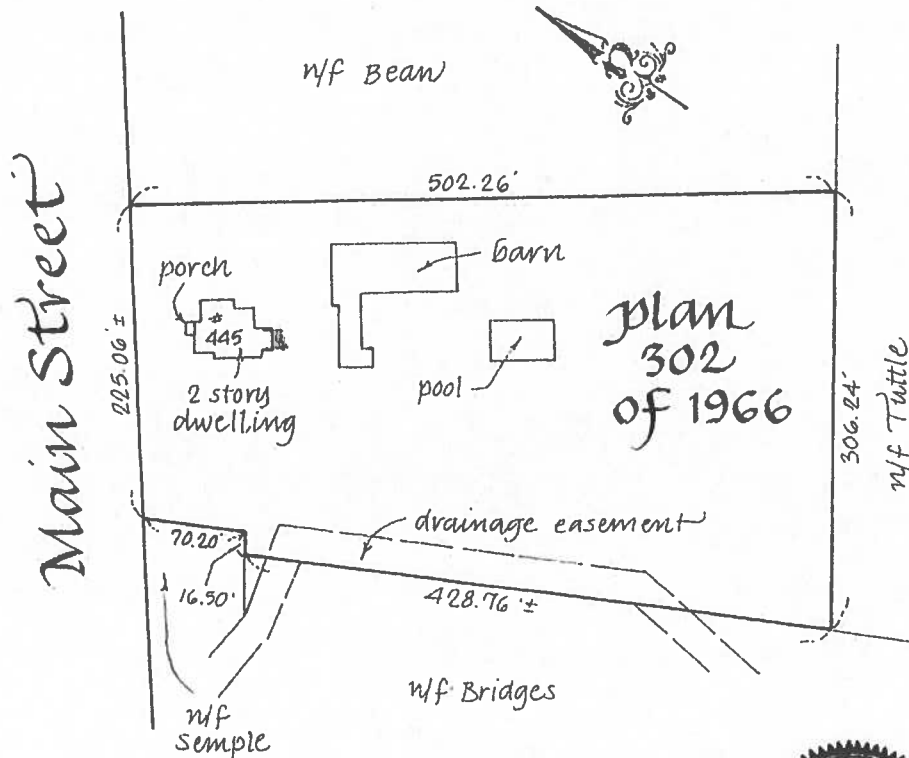 n/f Bean
Main Street
502.26'
porch
barn
# 445
2 story
dwelling
pool
plan
302
of 1966
225.06'±
306.24'
n/f Tuttle
drainage easement
70.20'
16.50'
428.76'±
n/f Bridges
n/f
Semple